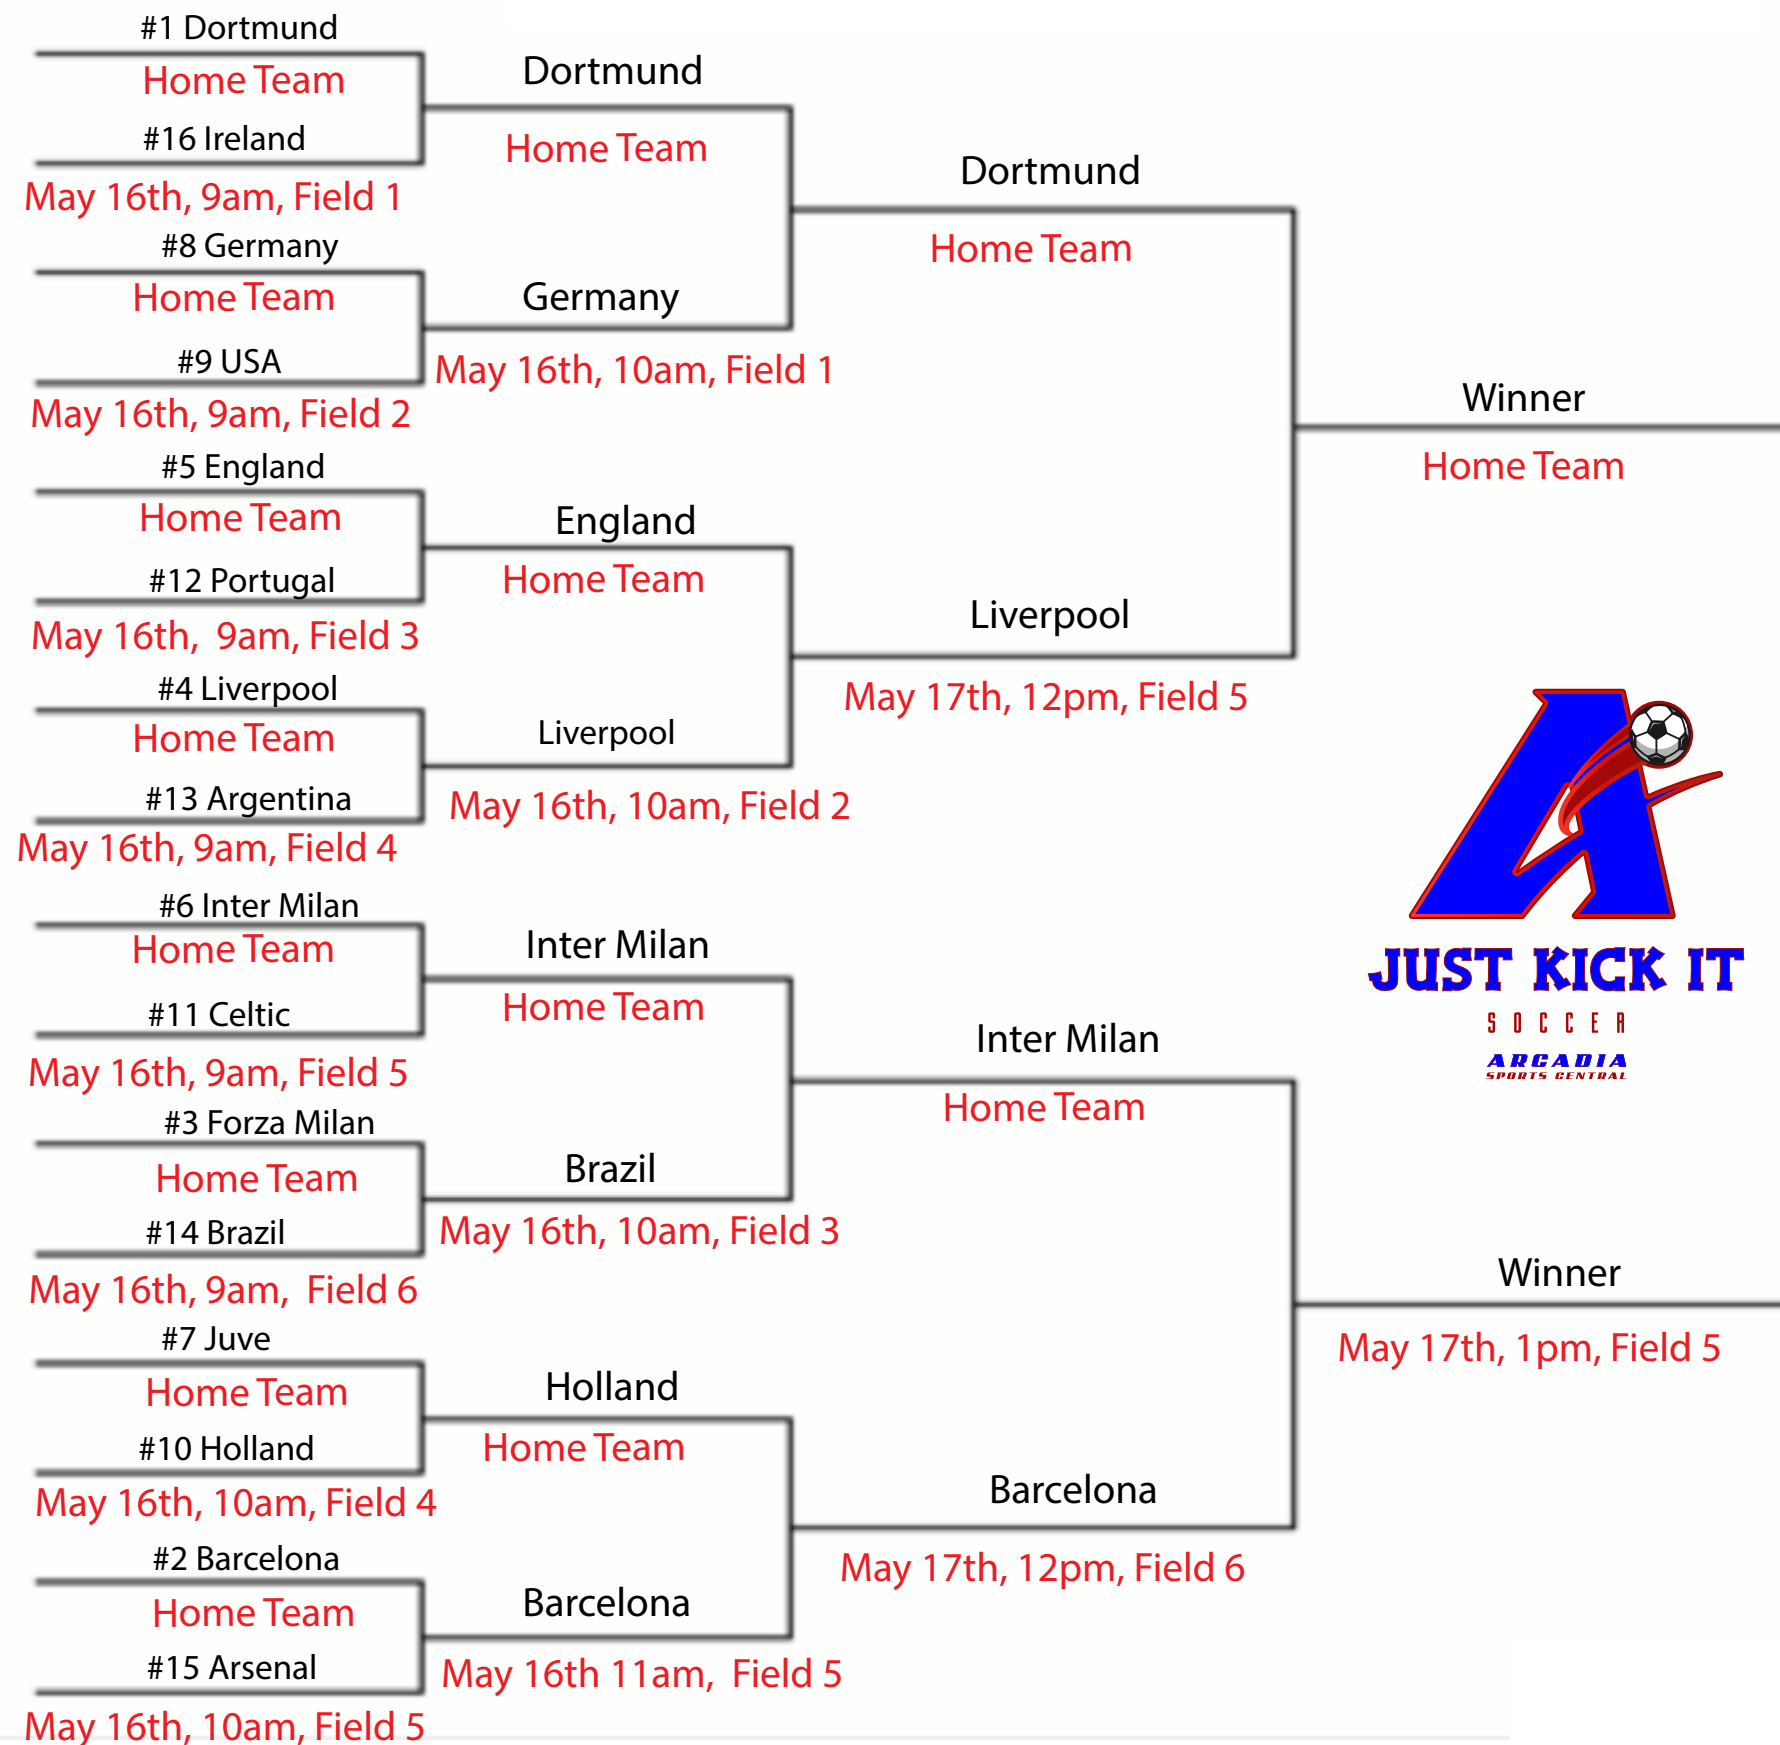 #1 Dortmund
Home Team
#16 Ireland
May 16th, 9am, Field 1
#8 Germany
Home Team
#9 USA
May 16th, 9am, Field 2
#5 England
Home Team
#12 Portugal
May 16th,  9am, Field 3
#4 Liverpool
Home Team
#13 Argentina
May 16th, 9am, Field 4
#6 Inter Milan
Home Team
#11 Celtic
May 16th, 9am, Field 5
#3 Forza Milan
Home Team
#14 Brazil
May 16th, 9am,  Field 6
#7 Juve
Home Team
#10 Holland
May 16th, 10am, Field 4
#2 Barcelona
Home Team
#15 Arsenal
May 16th, 10am, Field 5
Dortmund
Home Team
Germany
May 16th, 10am, Field 1
England
Home Team
Liverpool
May 16th, 10am, Field 2
Inter Milan
Home Team
Brazil
May 16th, 10am, Field 3
Holland
Home Team
Barcelona
May 16th 11am,  Field 5
Dortmund
Home Team
Liverpool
May 17th, 12pm, Field 5
Inter Milan
Home Team
Barcelona
May 17th, 12pm, Field 6
Winner
Home Team
Winner
May 17th, 1pm, Field 5
JUST KICK IT
SOCCER
ARCADIA
SPORTS CENTRAL